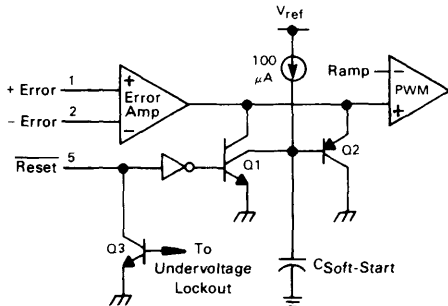 Vref
100
μA
Ramp
−
PWM
+
+ Error 1
+
Error
Amp
− Error 2
−
Reset 5
Q1
Q2
Q3
To
Undervoltage
Lockout
CSoft-Start